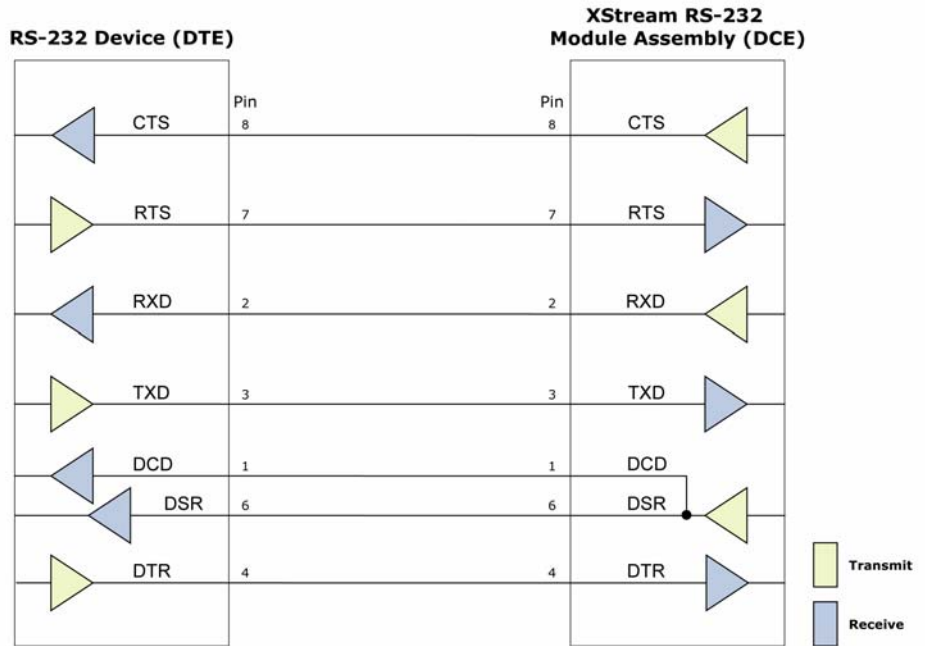 RS-232 Device (DTE)
XStream RS-232
Module Assembly (DCE)
Pin
Pin
CTS 8 8 CTS
RTS 7 7 RTS
RXD 2 2 RXD
TXD 3 3 TXD
DCD 1 1 DCD
DSR 6 6 DSR
DTR 4 4 DTR
Transmit
Receive